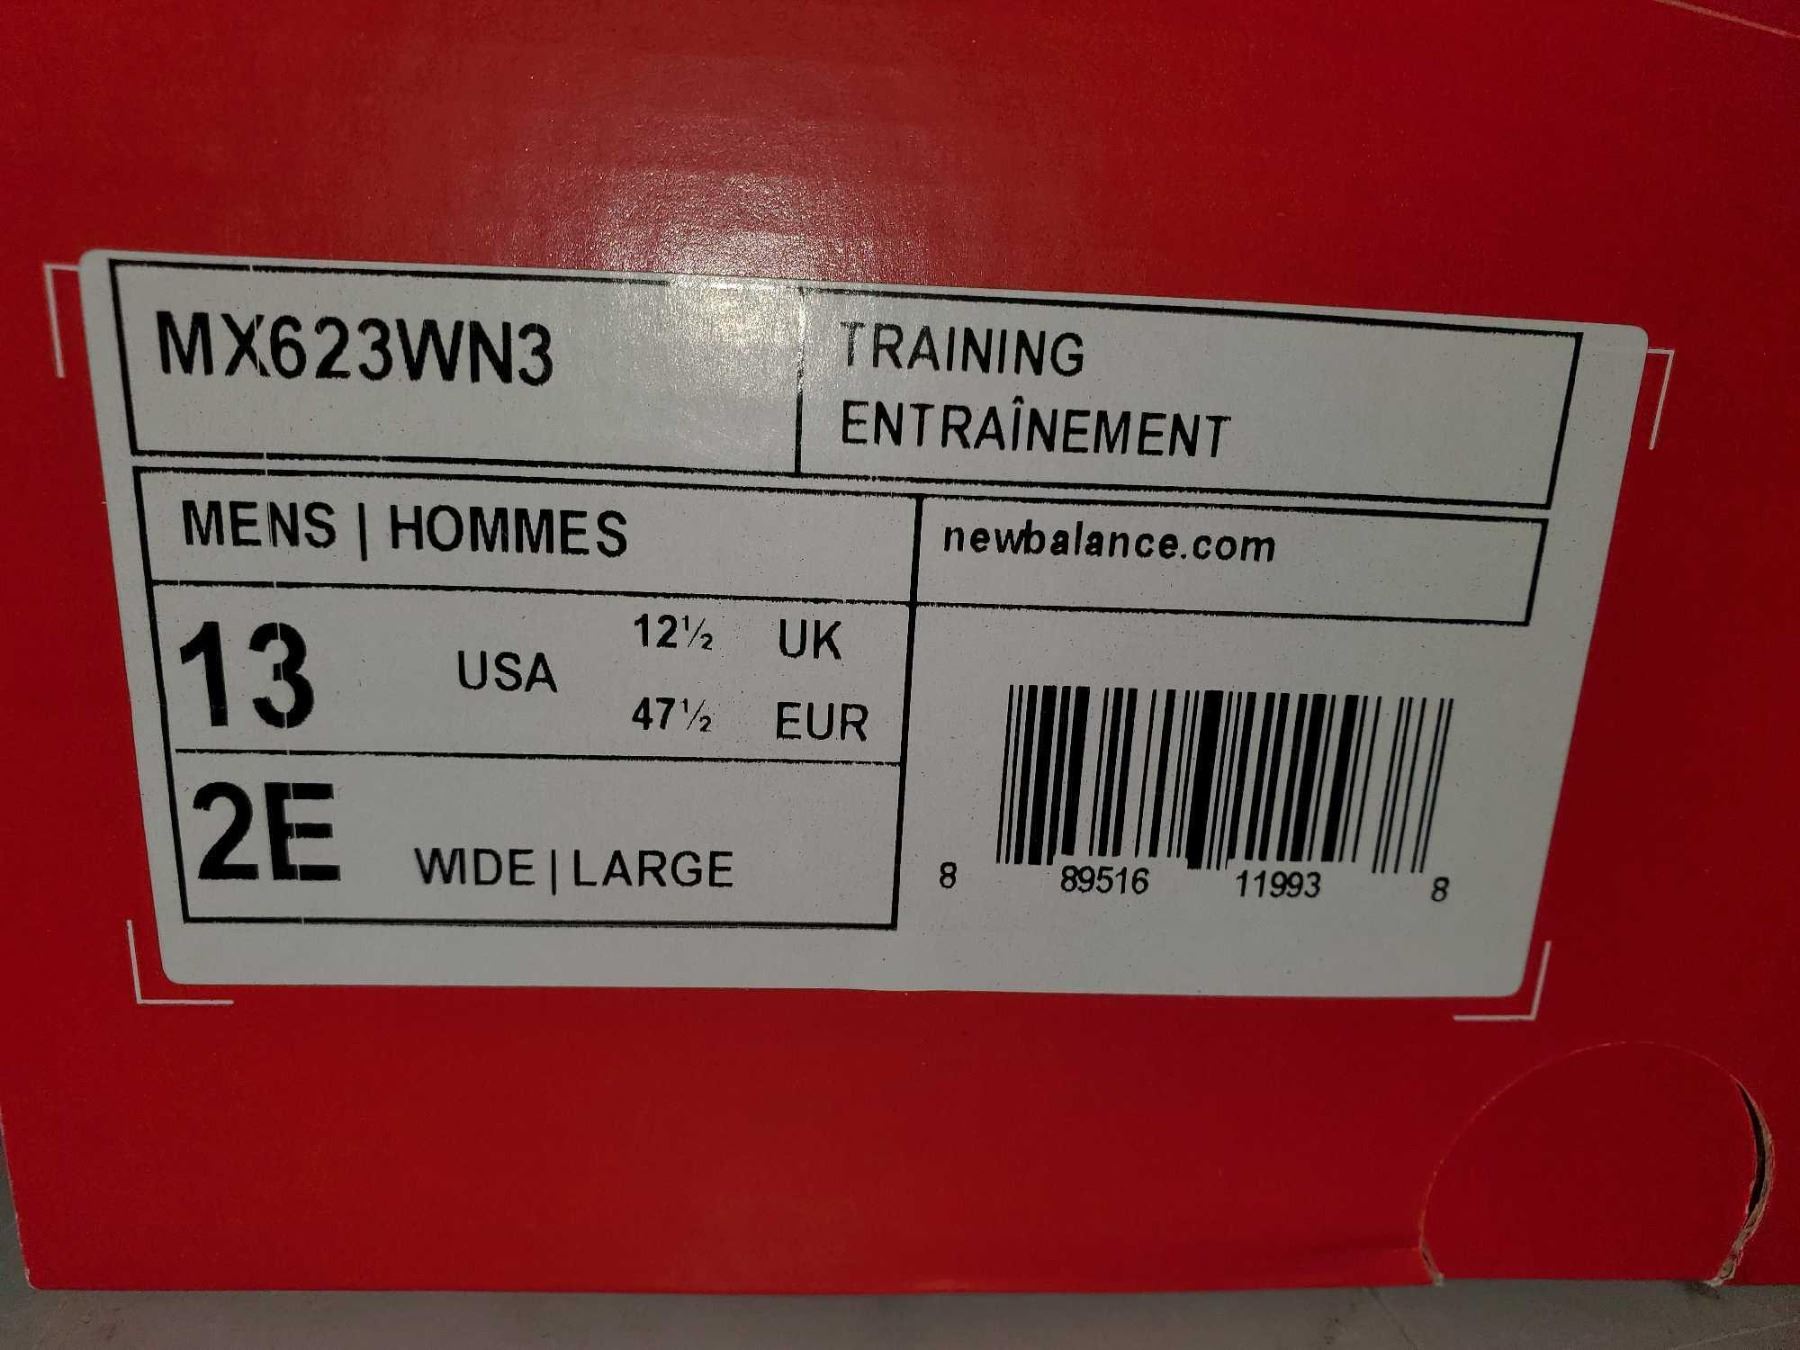 MX623WN3
TRAINING
ENTRAÎNEMENT
MENS | HOMMES
newbalance.com
13 USA 12½ UK
47½ EUR
2E WIDE | LARGE
8 89516 11993 8